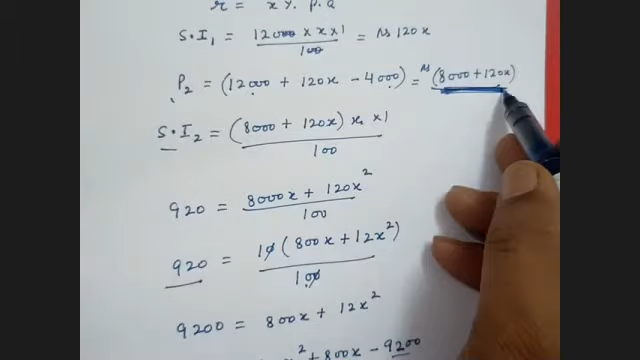 r = x %. p.a
S.I₁ = 12000 × x × 1 / 100 = Rs 120x
P₂ = (12000 + 120x − 4000) = Rs (8000 + 120x)
S.I₂ = (8000 + 120x) x × 1 / 100
920 = 8000x + 120x² / 100
920 = 10 (800x + 12x²) / 100
9200 = 800x + 12x²
² + 800x − 9200